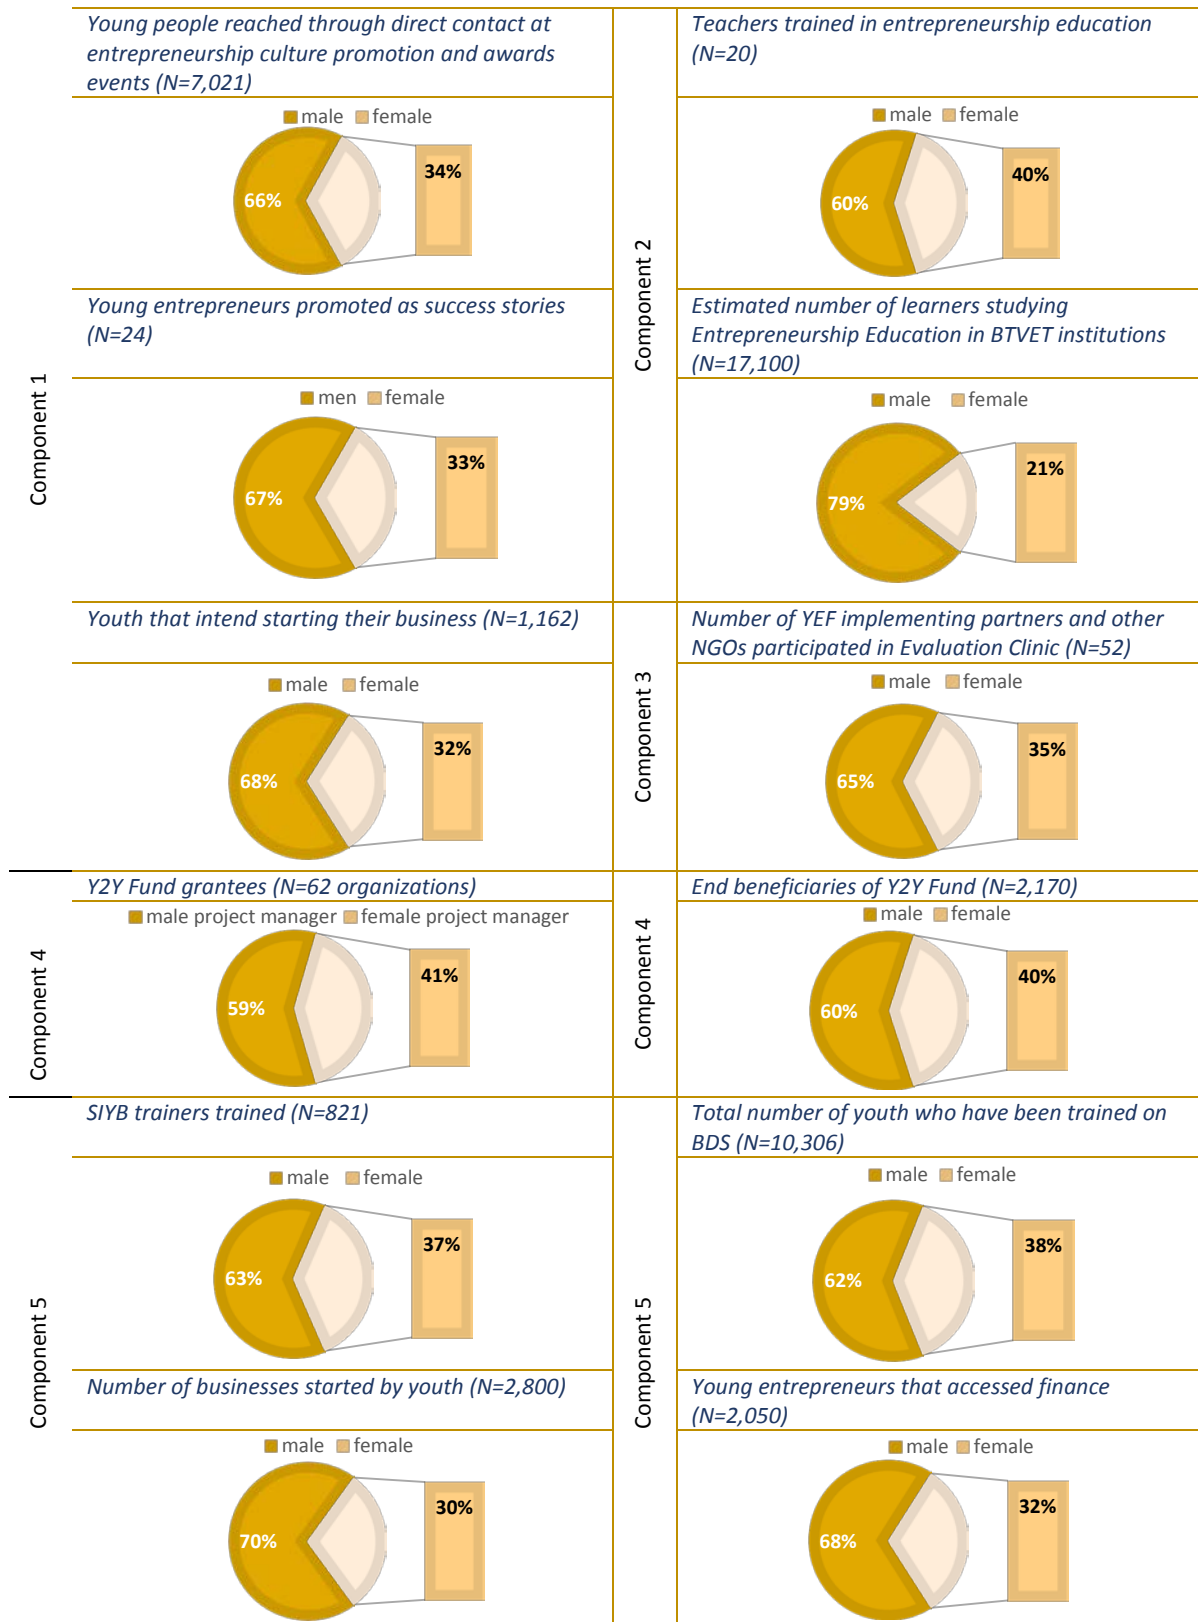 Component 1
Young people reached through direct contact at
entrepreneurship culture promotion and awards
events (N=7,021)
male female
66%
34%
Young entrepreneurs promoted as success stories
(N=24)
men female
67%
33%
Youth that intend starting their business (N=1,162)
male female
68%
32%
Component 2
Teachers trained in entrepreneurship education
(N=20)
male female
60%
40%
Estimated number of learners studying
Entrepreneurship Education in BTVET institutions
(N=17,100)
male female
79%
21%
Component 3
Number of YEF implementing partners and other
NGOs participated in Evaluation Clinic (N=52)
male female
65%
35%
Component 4
Y2Y Fund grantees (N=62 organizations)
male project manager female project manager
59%
41%
Component 4
End beneficiaries of Y2Y Fund (N=2,170)
male female
60%
40%
Component 5
SIYB trainers trained (N=821)
male female
63%
37%
Number of businesses started by youth (N=2,800)
male female
70%
30%
Component 5
Total number of youth who have been trained on
BDS (N=10,306)
male female
62%
38%
Young entrepreneurs that accessed finance
(N=2,050)
male female
68%
32%